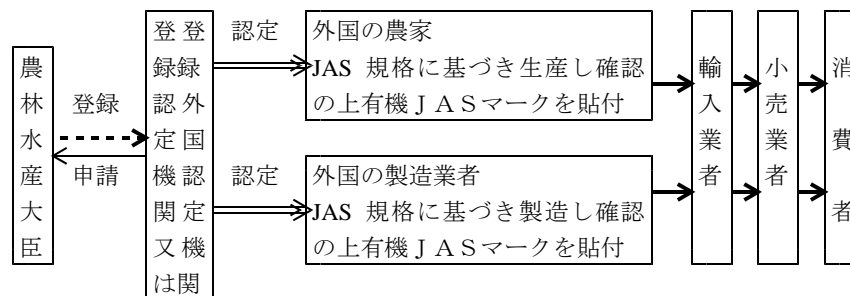 農林水産大臣
登録
申請
登録認定機関又は
登録外国認定機関
認定
外国の農家
JAS 規格に基づき生産し確認
の上有機ＪＡＳマークを貼付
認定
外国の製造業者
JAS 規格に基づき製造し確認
の上有機ＪＡＳマークを貼付
輸入業者
小売業者
消費者